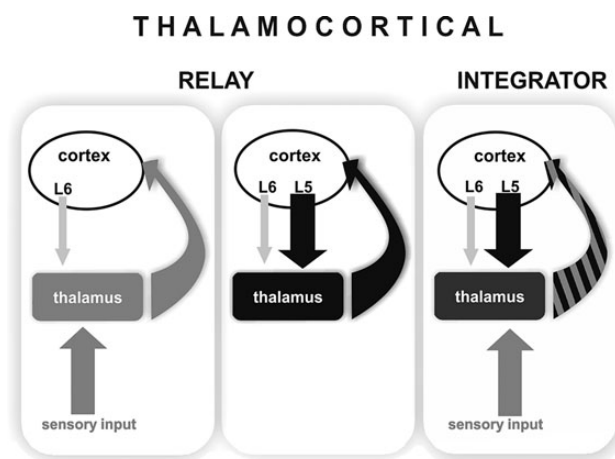 THALAMOCORTICAL
RELAY
INTEGRATOR
cortex
L6
thalamus
sensory input
cortex
L6 L5
thalamus
cortex
L6 L5
thalamus
sensory input